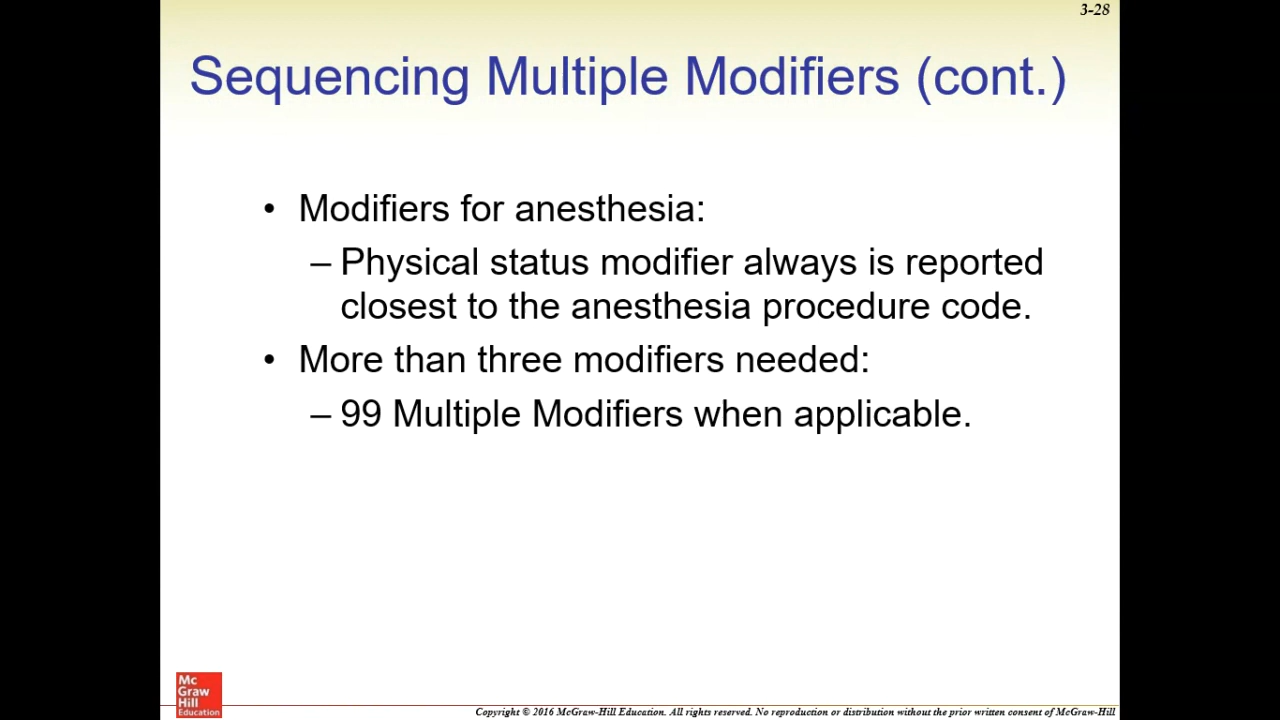 3-28
Sequencing Multiple Modifiers (cont.)
• Modifiers for anesthesia:
– Physical status modifier always is reported
closest to the anesthesia procedure code.
• More than three modifiers needed:
– 99 Multiple Modifiers when applicable.
Mc
Graw
Hill
Education
Copyright © 2016 McGraw-Hill Education. All rights reserved. No reproduction or distribution without the prior written consent of McGraw-Hill